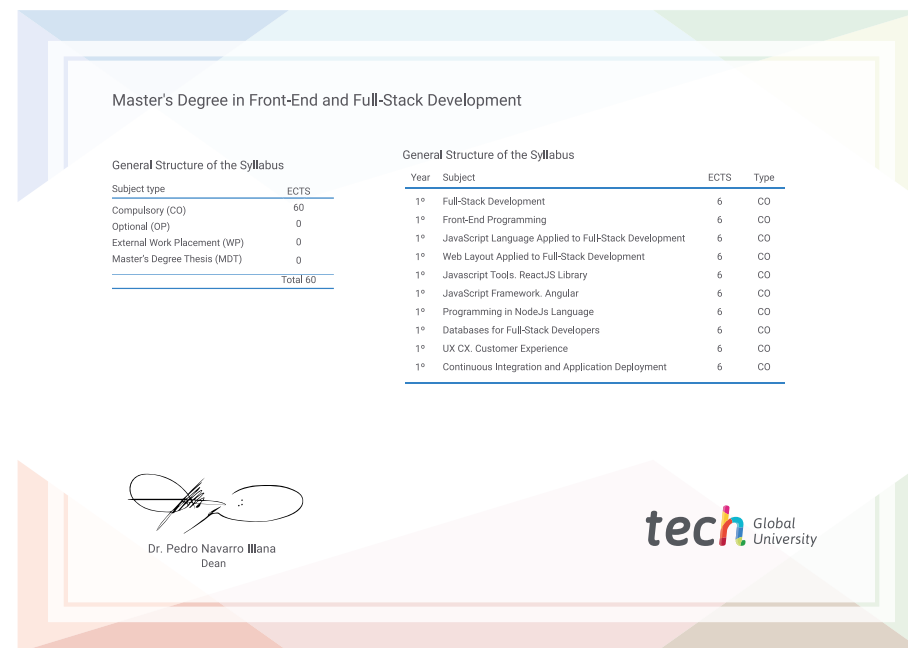 Master's Degree in Front-End and Full-Stack Development
General Structure of the Syllabus
Subject type ECTS
Compulsory (CO) 60
Optional (OP) 0
External Work Placement (WP) 0
Master's Degree Thesis (MDT) 0
Total 60
General Structure of the Syllabus
Year Subject ECTS Type
1º Full-Stack Development 6 CO
1º Front-End Programming 6 CO
1º JavaScript Language Applied to Full-Stack Development 6 CO
1º Web Layout Applied to Full-Stack Development 6 CO
1º Javascript Tools. ReactJS Library 6 CO
1º JavaScript Framework. Angular 6 CO
1º Programming in NodeJs Language 6 CO
1º Databases for Full-Stack Developers 6 CO
1º UX CX. Customer Experience 6 CO
1º Continuous Integration and Application Deployment 6 CO
Dr. Pedro Navarro Illana
Dean
tech Global
University